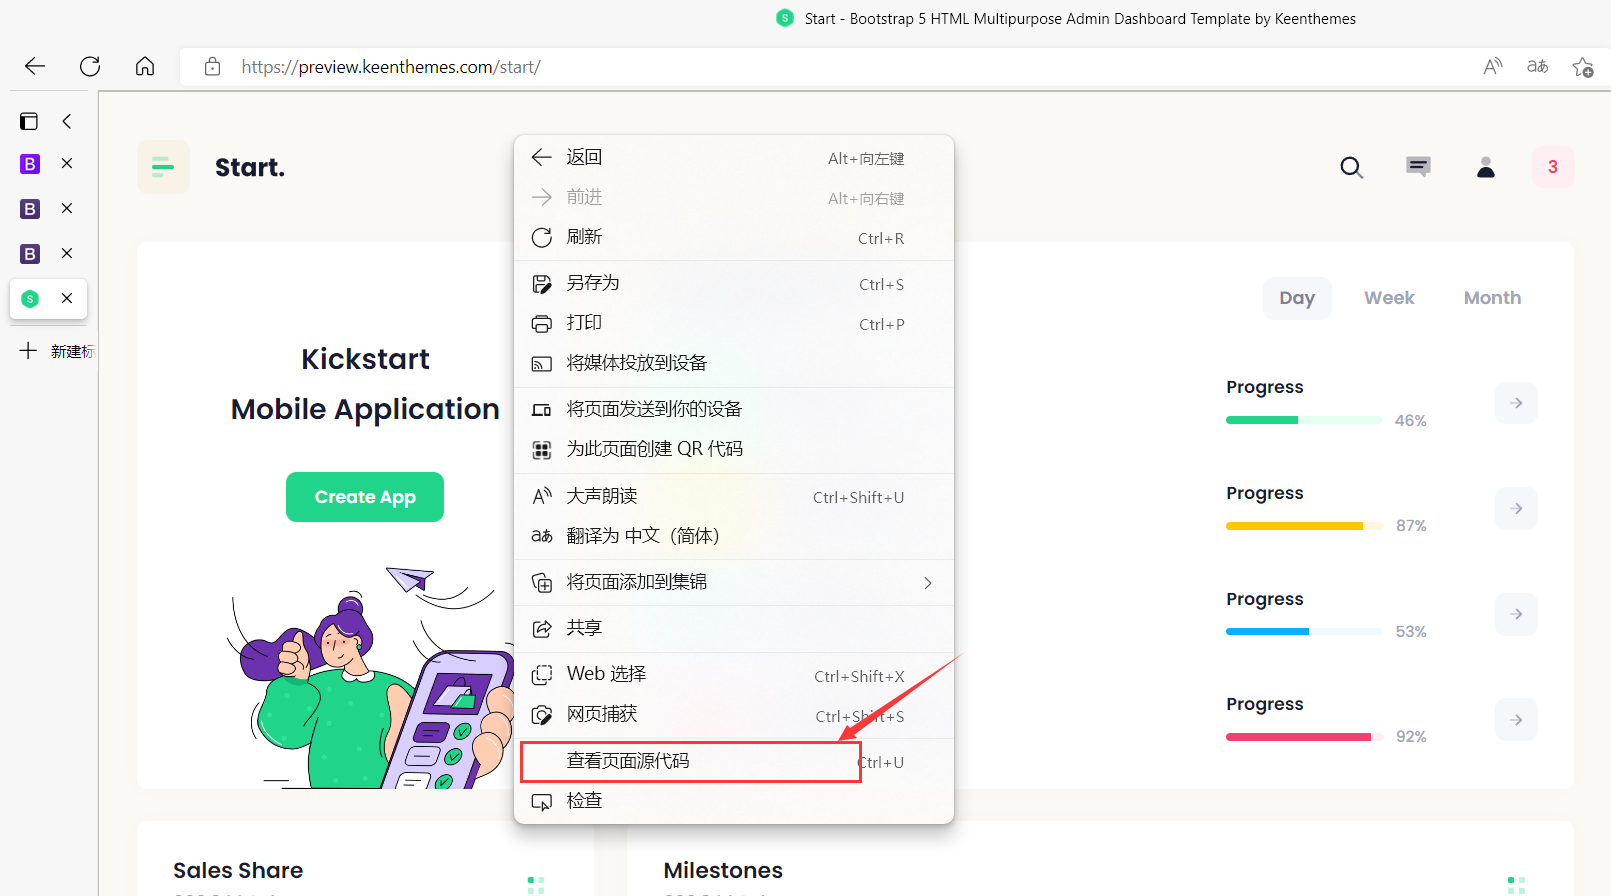 Start - Bootstrap 5 HTML Multipurpose Admin Dashboard Template by Keenthemes
https://preview.keenthemes.com/start/
B
B
B
S
新建标
Start.
3
返回 Alt+向左键
前进 Alt+向右键
刷新 Ctrl+R
另存为 Ctrl+S
打印 Ctrl+P
将媒体投放到设备
将页面发送到你的设备
为此页面创建 QR 代码
大声朗读 Ctrl+Shift+U
翻译为 中文（简体）
将页面添加到集锦
共享
Web 选择 Ctrl+Shift+X
网页捕获 Ctrl+Shift+S
查看页面源代码 Ctrl+U
检查
Kickstart
Mobile Application
Create App
Day Week Month
Progress
46%
Progress
87%
Progress
53%
Progress
92%
Sales Share
Milestones